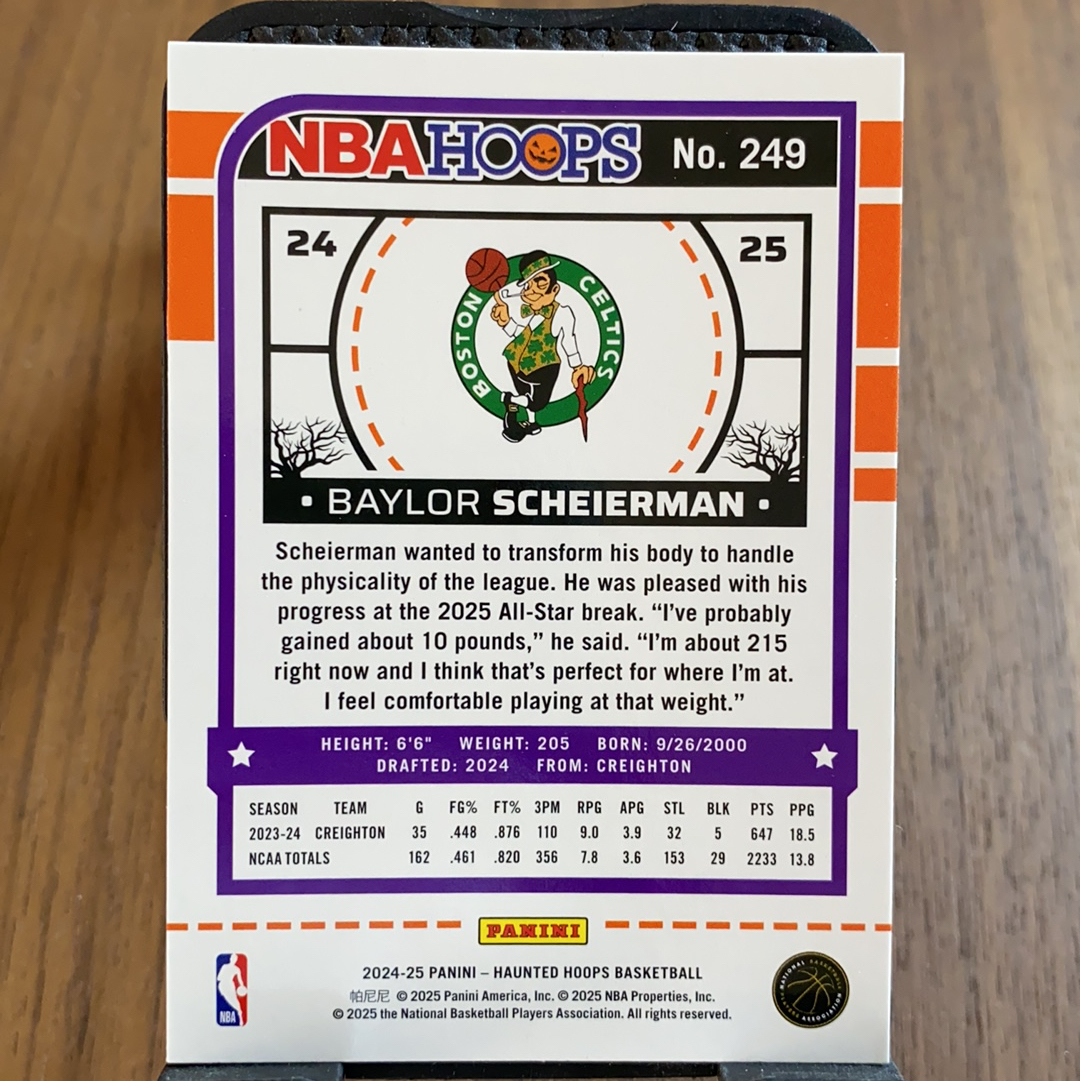 NBA HOOPS No. 249
24 25
BOSTON CELTICS
• BAYLOR SCHEIERMAN •
Scheierman wanted to transform his body to handle
the physicality of the league. He was pleased with his
progress at the 2025 All-Star break. “I’ve probably
gained about 10 pounds,” he said. “I’m about 215
right now and I think that’s perfect for where I’m at.
I feel comfortable playing at that weight.”
HEIGHT: 6'6" WEIGHT: 205 BORN: 9/26/2000
DRAFTED: 2024 FROM: CREIGHTON
SEASON TEAM G FG% FT% 3PM RPG APG STL BLK PTS PPG
2023-24 CREIGHTON 35 .448 .876 110 9.0 3.9 32 5 647 18.5
NCAA TOTALS 162 .461 .820 356 7.8 3.6 153 29 2233 13.8
PANINI
2024-25 PANINI – HAUNTED HOOPS BASKETBALL
帕尼尼 © 2025 Panini America, Inc. © 2025 NBA Properties, Inc.
© 2025 the National Basketball Players Association. All rights reserved.
NBA
NATIONAL BASKETBALL PLAYERS ASSOCIATION